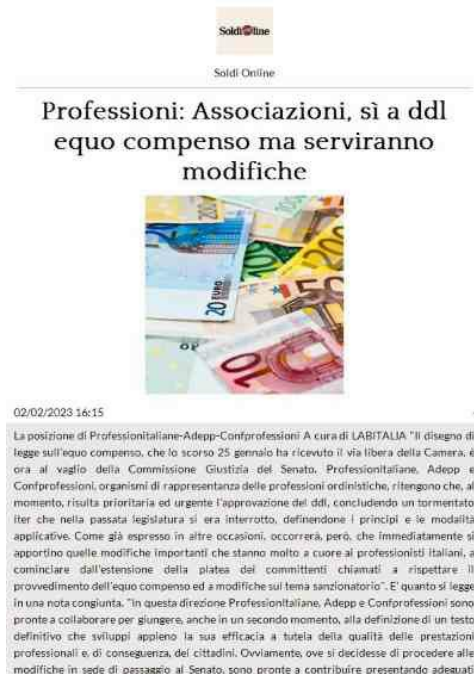 Soldi Online
Soldi Online
Professioni: Associazioni, sì a ddl
equo compenso ma serviranno
modifiche
200
100
200
20 EURO
50
10
02/02/2023 16:15
La posizione di Professionitaliane-Adepp-Confprofessioni A cura di LABITALIA "Il disegno di
legge sull'equo compenso, che lo scorso 25 gennaio ha ricevuto il via libera della Camera, è
ora al vaglio della Commissione Giustizia del Senato. Professionitaliane, Adepp e
Confprofessioni, organismi di rappresentanza delle professioni ordinistiche, ritengono che, al
momento, risulta prioritaria ed urgente l'approvazione del ddl, concludendo un tormentato
iter che nella passata legislatura si era interrotto, definendone i principi e le modalità
applicative. Come già espresso in altre occasioni, occorrerà, però, che immediatamente si
apportino quelle modifiche importanti che stanno molto a cuore ai professionisti italiani, a
cominciare dall'estensione della platea dei committenti chiamati a rispettare il
provvedimento dell'equo compenso ed a modifiche sul tema sanzionatorio". E' quanto si legge
in una nota congiunta. "In questa direzione Professionitaliane, Adepp e Confprofessioni sono
pronte a collaborare per giungere, anche in un secondo momento, alla definizione di un testo
definitivo che sviluppi appieno la sua efficacia a tutela della qualità delle prestazioni
professionali e, di conseguenza, dei cittadini. Ovviamente, ove si decidesse di procedere alle
modifiche in sede di passaggio al Senato, sono pronte a contribuire presentando adeguati